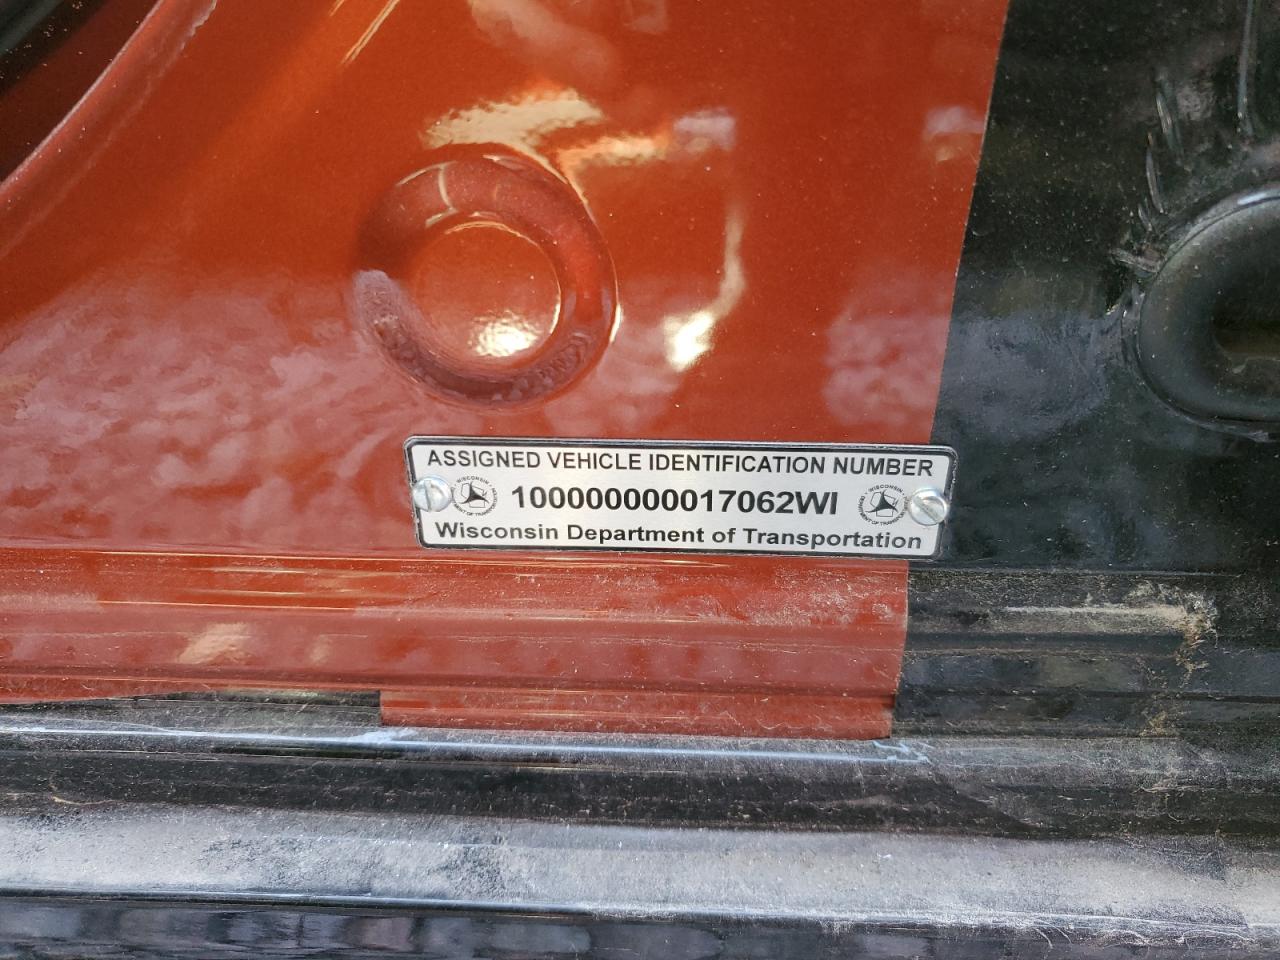 ASSIGNED VEHICLE IDENTIFICATION NUMBER
100000000017062WI
Wisconsin Department of Transportation